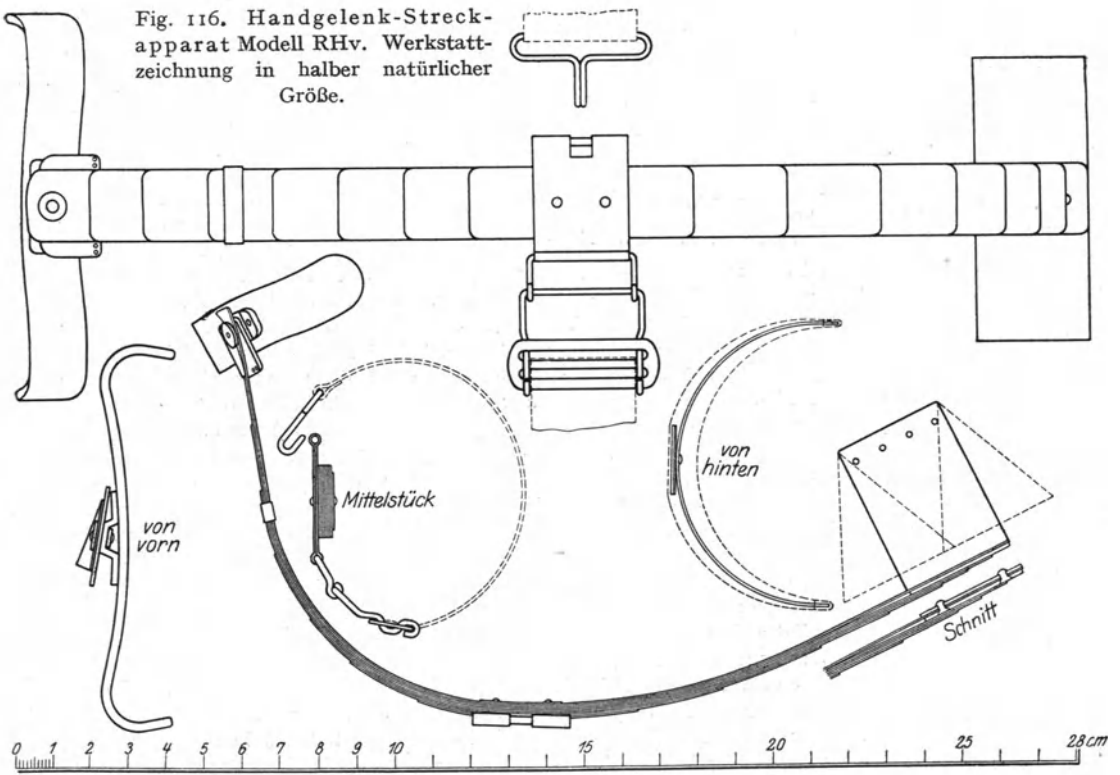 Fig. 116. Handgelenk-Streck-
apparat Modell RHv. Werkstatt-
zeichnung in halber natürlicher
Größe.
von
hinten
Mittelstück
von
vorn
Schnitt
0 1 2 3 4 5 6 7 8 9 10 15 20 25 28 cm